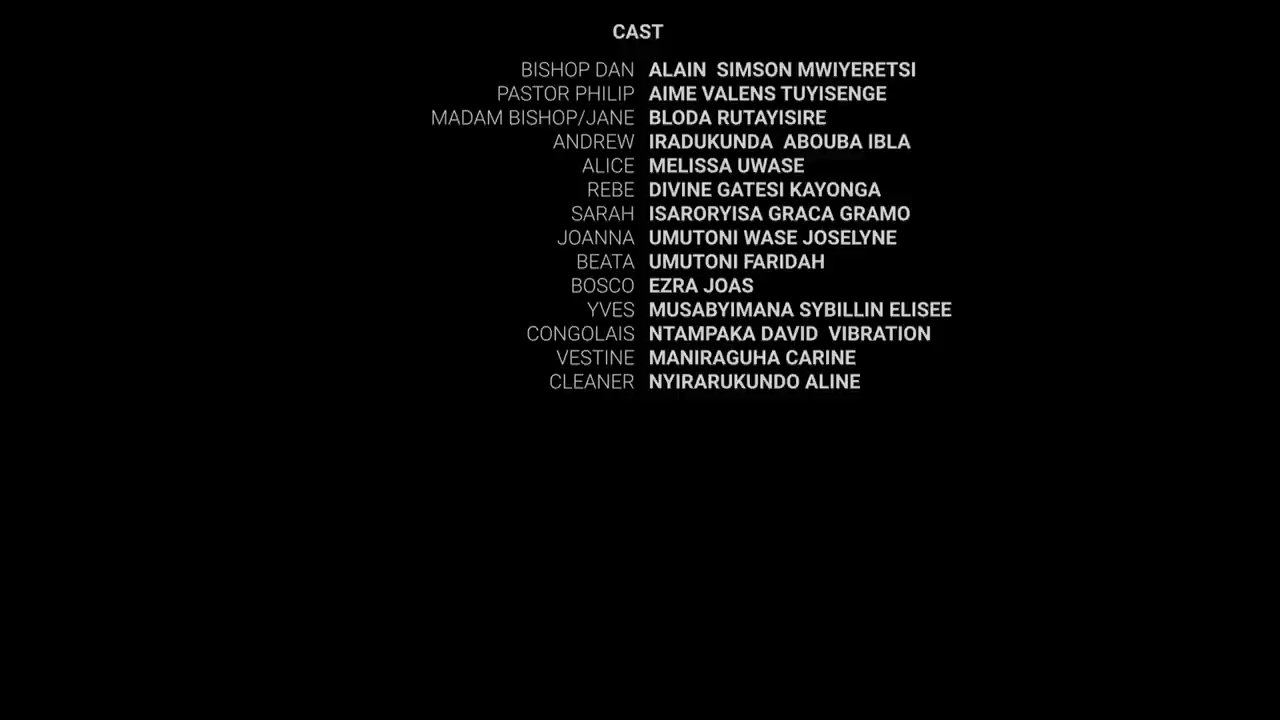 CAST
BISHOP DAN ALAIN SIMSON MWIYERETSI
PASTOR PHILIP AIME VALENS TUYISENGE
MADAM BISHOP/JANE BLODA RUTAYISIRE
ANDREW IRADUKUNDA ABOUBA IBLA
ALICE MELISSA UWASE
REBE DIVINE GATESI KAYONGA
SARAH ISARORYISA GRACA GRAMO
JOANNA UMUTONI WASE JOSELYNE
BEATA UMUTONI FARIDAH
BOSCO EZRA JOAS
YVES MUSABYIMANA SYBILLIN ELISEE
CONGOLAIS NTAMPAKA DAVID VIBRATION
VESTINE MANIRAGUHA CARINE
CLEANER NYIRARUKUNDO ALINE